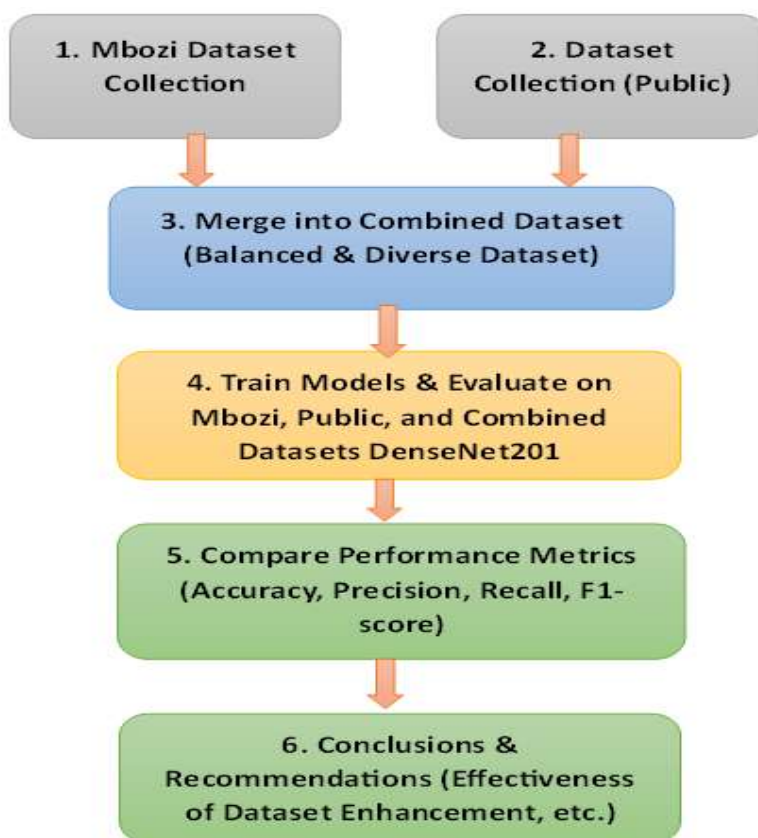 1. Mbozi Dataset
Collection
2. Dataset
Collection (Public)
3. Merge into Combined Dataset
(Balanced & Diverse Dataset)
4. Train Models & Evaluate on
Mbozi, Public, and Combined
Datasets DenseNet201
5. Compare Performance Metrics
(Accuracy, Precision, Recall, F1-
score)
6. Conclusions &
Recommendations (Effectiveness
of Dataset Enhancement, etc.)